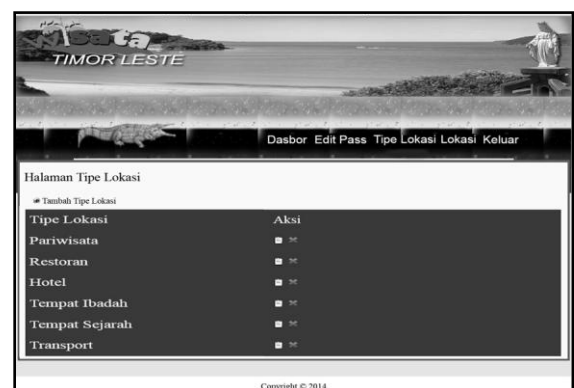 Wisata
TIMOR LESTE
Dasbor Edit Pass Tipe Lokasi Lokasi Keluar
Halaman Tipe Lokasi
Tambah Tipe Lokasi
Tipe Lokasi Aksi
Pariwisata
Restoran
Hotel
Tempat Ibadah
Tempat Sejarah
Transport
Copyright © 2014